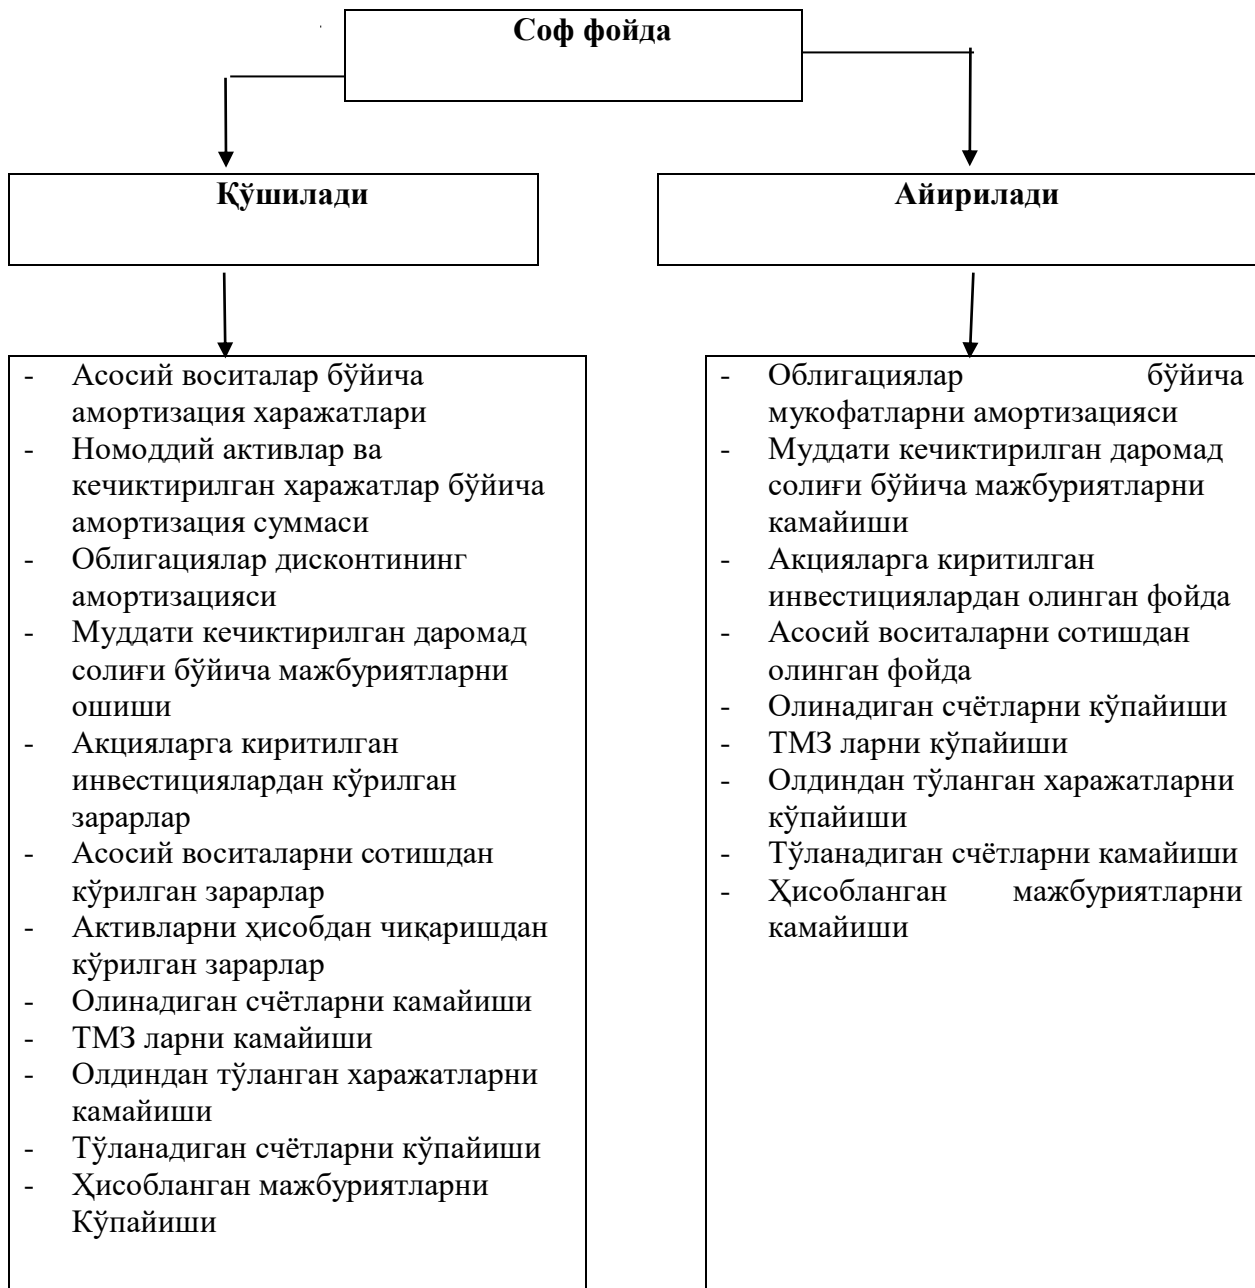 Соф фойда
Қўшилади
Айирилади
- Асосий воситалар бўйича
амортизация харажатлари
- Номоддий активлар ва
кечиктирилган харажатлар бўйича
амортизация суммаси
- Облигациялар дисконтининг
амортизацияси
- Муддати кечиктирилган даромад
солиғи бўйича мажбуриятларни
ошиши
- Акцияларга киритилган
инвестициялардан кўрилган
зарарлар
- Асосий воситаларни сотишдан
кўрилган зарарлар
- Активларни ҳисобдан чиқаришдан
кўрилган зарарлар
- Олинадиган счётларни камайиши
- ТМЗ ларни камайиши
- Олдиндан тўланган харажатларни
камайиши
- Тўланадиган счётларни кўпайиши
- Ҳисобланган мажбуриятларни
Кўпайиши
- Облигациялар бўйича
мукофатларни амортизацияси
- Муддати кечиктирилган даромад
солиғи бўйича мажбуриятларни
камайиши
- Акцияларга киритилган
инвестициялардан олинган фойда
- Асосий воситаларни сотишдан
олинган фойда
- Олинадиган счётларни кўпайиши
- ТМЗ ларни кўпайиши
- Олдиндан тўланган харажатларни
кўпайиши
- Тўланадиган счётларни камайиши
- Ҳисобланган мажбуриятларни
камайиши